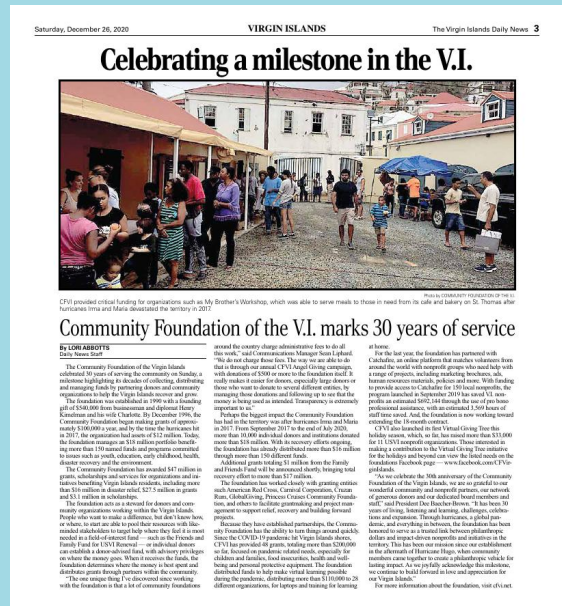 Saturday, December 26, 2020
VIRGIN ISLANDS
The Virgin Islands Daily News 3
Celebrating a milestone in the V.I.
Photo by COMMUNITY FOUNDATION OF THE V.I.
CFVI provided critical funding for organizations such as My Brother's Workshop, which was able to serve meals to those in need from its cafe and bakery on St. Thomas after
hurricanes Irma and Maria devastated the territory in 2017.
Community Foundation of the V.I. marks 30 years of service
By LORI ABBOTTS
Daily News Staff
The Community Foundation of the Virgin Islands
celebrated 30 years of serving the community on Sunday, a
milestone highlighting its decades of collecting, distributing
and managing funds by partnering donors and community
organizations to help the Virgin Islands recover and grow.
The foundation was established in 1990 with a founding
gift of $540,000 from businessman and diplomat Henry
Kimelman and his wife Charlotte. By December 1996, the
Community Foundation began making grants of approxi-
mately $100,000 a year, and by the time the hurricanes hit
in 2017, the organization had assets of $12 million. Today,
the foundation manages an $18 million portfolio benefit-
ing more than 150 named funds and programs committed
to issues such as youth, education, early childhood, health,
disaster recovery and the environment.
The Community Foundation has awarded $47 million in
grants, scholarships and services for organizations and ini-
tiatives benefiting Virgin Islands residents, including more
than $16 million in disaster relief, $27.5 million in grants
and $3.1 million in scholarships.
The foundation acts as a steward for donors and com-
munity organizations working within the Virgin Islands.
People who want to make a difference, but don't know how,
or where, to start are able to pool their resources with like-
minded stakeholders to target help where they feel it is most
needed in a field-of-interest fund — such as the Friends and
Family Fund for USVI Renewal — or individual donors
can establish a donor-advised fund, with advisory privileges
on where the money goes. When it receives the funds, the
foundation determines where the money is best spent and
distributes grants through partners within the community.
"The one unique thing I've discovered since working
with the foundation is that a lot of community foundations
around the country charge administrative fees to do all
this work," said Communications Manager Sean Liphard.
"We do not charge those fees. The way we are able to do
that is through our annual CFVI Angel Giving campaign,
with donations of $500 or more to the foundation itself. It
really makes it easier for donors, especially large donors or
those who want to donate to several different entities, by
managing those donations and following up to see that the
money is being used as intended. Transparency is extremely
important to us."
Perhaps the biggest impact the Community Foundation
has had in the territory was after hurricanes Irma and Maria
in 2017. From September 2017 to the end of July 2020,
more than 10,000 individual donors and institutions donated
more than $18 million. With its recovery efforts ongoing,
the foundation has already distributed more than $16 million
through more than 150 different funds.
Additional grants totaling $1 million from the Family
and Friends Fund will be announced shortly, bringing total
recovery effort to more than $17 million.
The foundation has worked closely with granting entities
such American Red Cross, Carnival Corporation, Cruzan
Rum, GlobalGiving, Princess Cruises Community Founda-
tion, and others to facilitate grantmaking and project man-
agement to support relief, recovery and building forward
projects.
Because they have established partnerships, the Commu-
nity Foundation has the ability to turn things around quickly.
Since the COVID-19 pandemic hit Virgin Islands shores,
CFVI has provided 48 grants, totaling more than $200,000
so far, focused on pandemic related needs, especially for
children and families, food insecurities, health and well-
being and personal protective equipment. The foundation
distributed funds to help make virtual learning possible
during the pandemic, distributing more than $110,000 to 28
different organizations, for laptops and training for learning
at home.
For the last year, the foundation has partnered with
Catchafire, an online platform that matches volunteers from
around the world with nonprofit groups who need help with
a range of projects, including marketing brochures, ads,
human resources materials, policies and more. With funding
to provide access to Catchafire for 150 local nonprofits, the
program launched in September 2019 has saved V.I. non-
profits an estimated $692,144 through the use of pro bono
professional assistance, with an estimated 3,569 hours of
staff time saved. And, the foundation is now working toward
extending the 18-month contract.
CFVI also launched its first Virtual Giving Tree this
holiday season, which, so far, has raised more than $33,000
for 11 USVI nonprofit organizations. Those interested in
making a contribution to the Virtual Giving Tree initiative
for the holidays and beyond can view the listed needs on the
foundations Facebook page — www.facebook.com/CFVir-
ginIslands.
"As we celebrate the 30th anniversary of the Community
Foundation of the Virgin Islands, we are so grateful to our
wonderful community and nonprofit partners, our network
of generous donors and our dedicated board members and
staff," said President Dee Baecher-Brown. "It has been 30
years of living, listening and learning, challenges, celebra-
tions and expansion. Through hurricanes, a global pan-
demic, and everything in between, the foundation has been
honored to serve as a trusted link between philanthropic
dollars and impact-driven nonprofits and initiatives in the
territory. This has been our mission since our establishment
in the aftermath of Hurricane Hugo, when community
members came together to create a philanthropic vehicle for
lasting impact. As we joyfully acknowledge this milestone,
we continue to build forward in love and appreciation for
our Virgin Islands."
For more information about the foundation, visit cfvi.net.